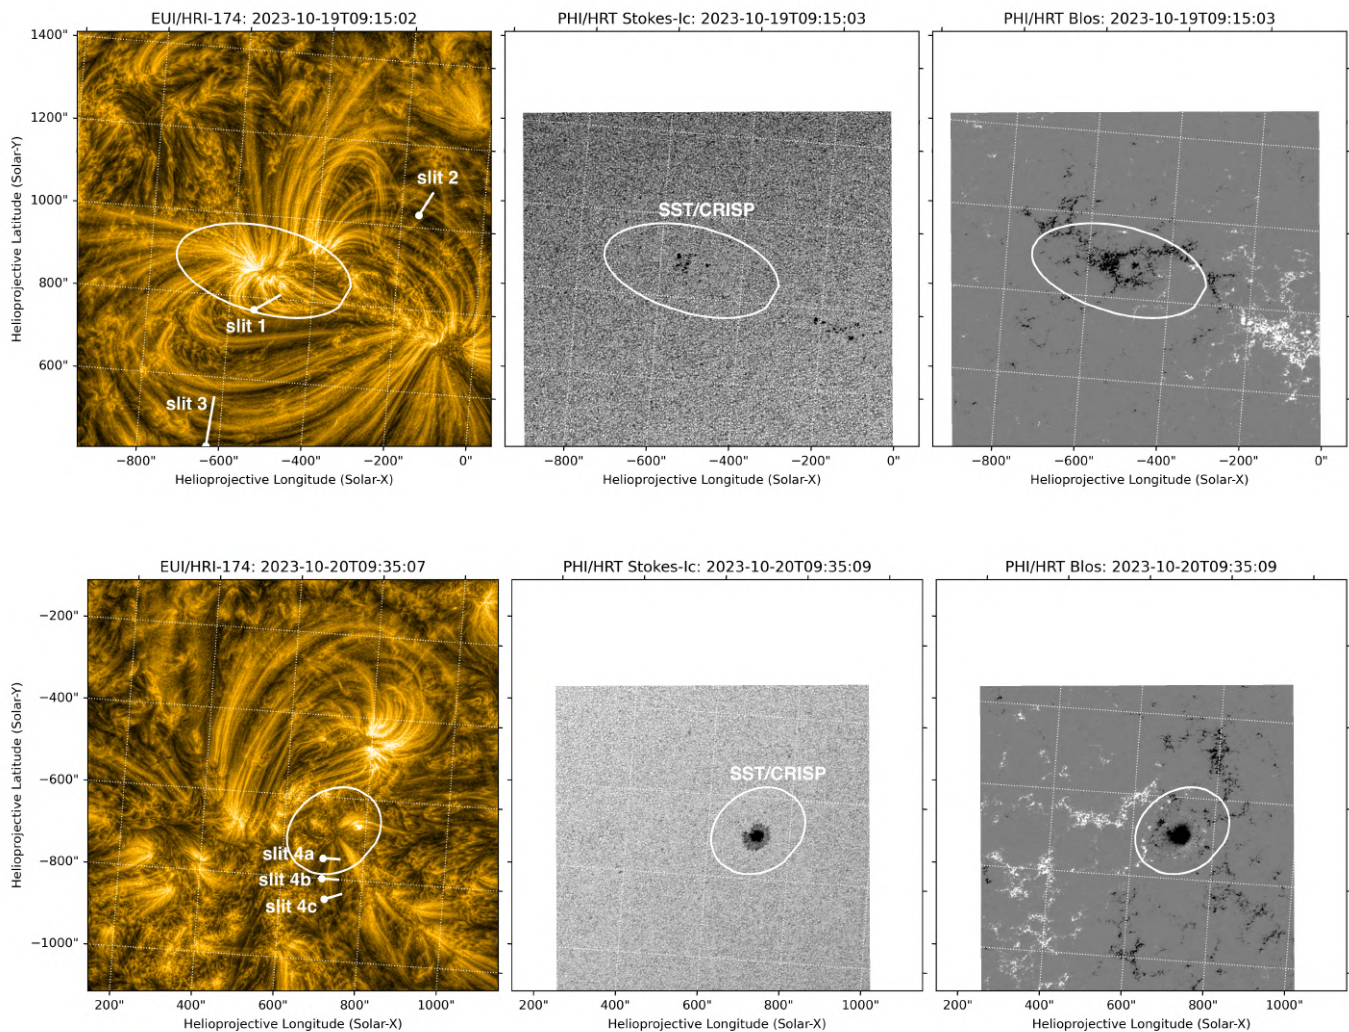 EUI/HRI-174: 2023-10-19T09:15:02
PHI/HRT Stokes-Ic: 2023-10-19T09:15:03
PHI/HRT Blos: 2023-10-19T09:15:03
1400"
1200"
1000"
800"
600"
Helioprojective Latitude (Solar-Y)
slit 2
slit 1
slit 3
SST/CRISP
−800" −600" −400" −200" 0"
−800" −600" −400" −200" 0"
−800" −600" −400" −200" 0"
Helioprojective Longitude (Solar-X)
Helioprojective Longitude (Solar-X)
Helioprojective Longitude (Solar-X)
EUI/HRI-174: 2023-10-20T09:35:07
PHI/HRT Stokes-Ic: 2023-10-20T09:35:09
PHI/HRT Blos: 2023-10-20T09:35:09
−200"
−400"
−600"
−800"
−1000"
Helioprojective Latitude (Solar-Y)
slit 4a
slit 4b
slit 4c
SST/CRISP
200" 400" 600" 800" 1000"
200" 400" 600" 800" 1000"
200" 400" 600" 800" 1000"
Helioprojective Longitude (Solar-X)
Helioprojective Longitude (Solar-X)
Helioprojective Longitude (Solar-X)